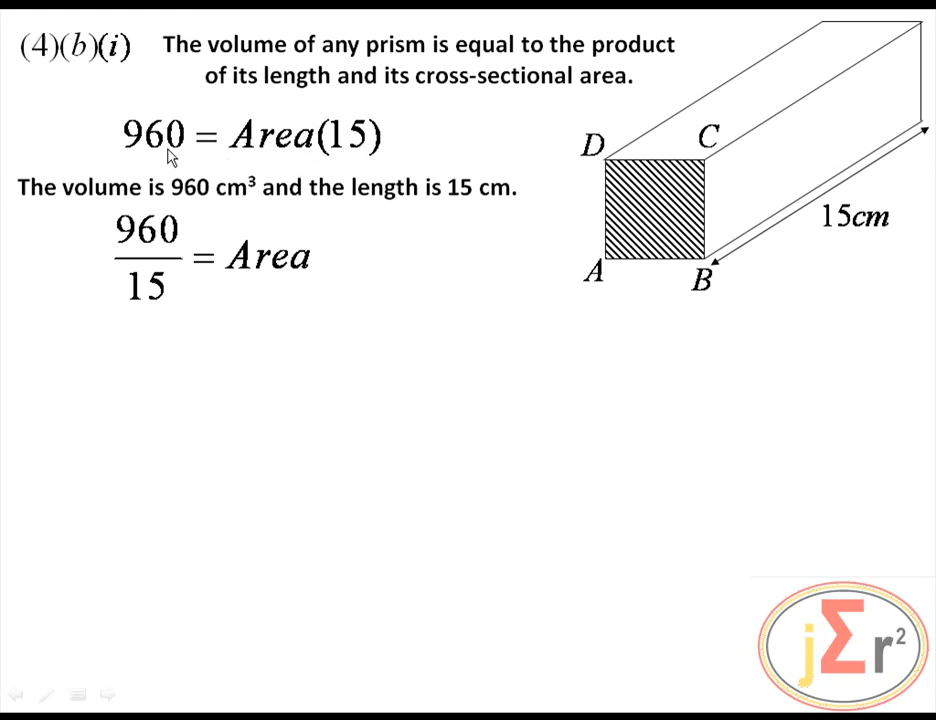 (4)(b)(i) The volume of any prism is equal to the product
of its length and its cross-sectional area.
960 = Area(15)
The volume is 960 cm³ and the length is 15 cm.
960
15
= Area
D
C
A
B
15cm
jΣr²